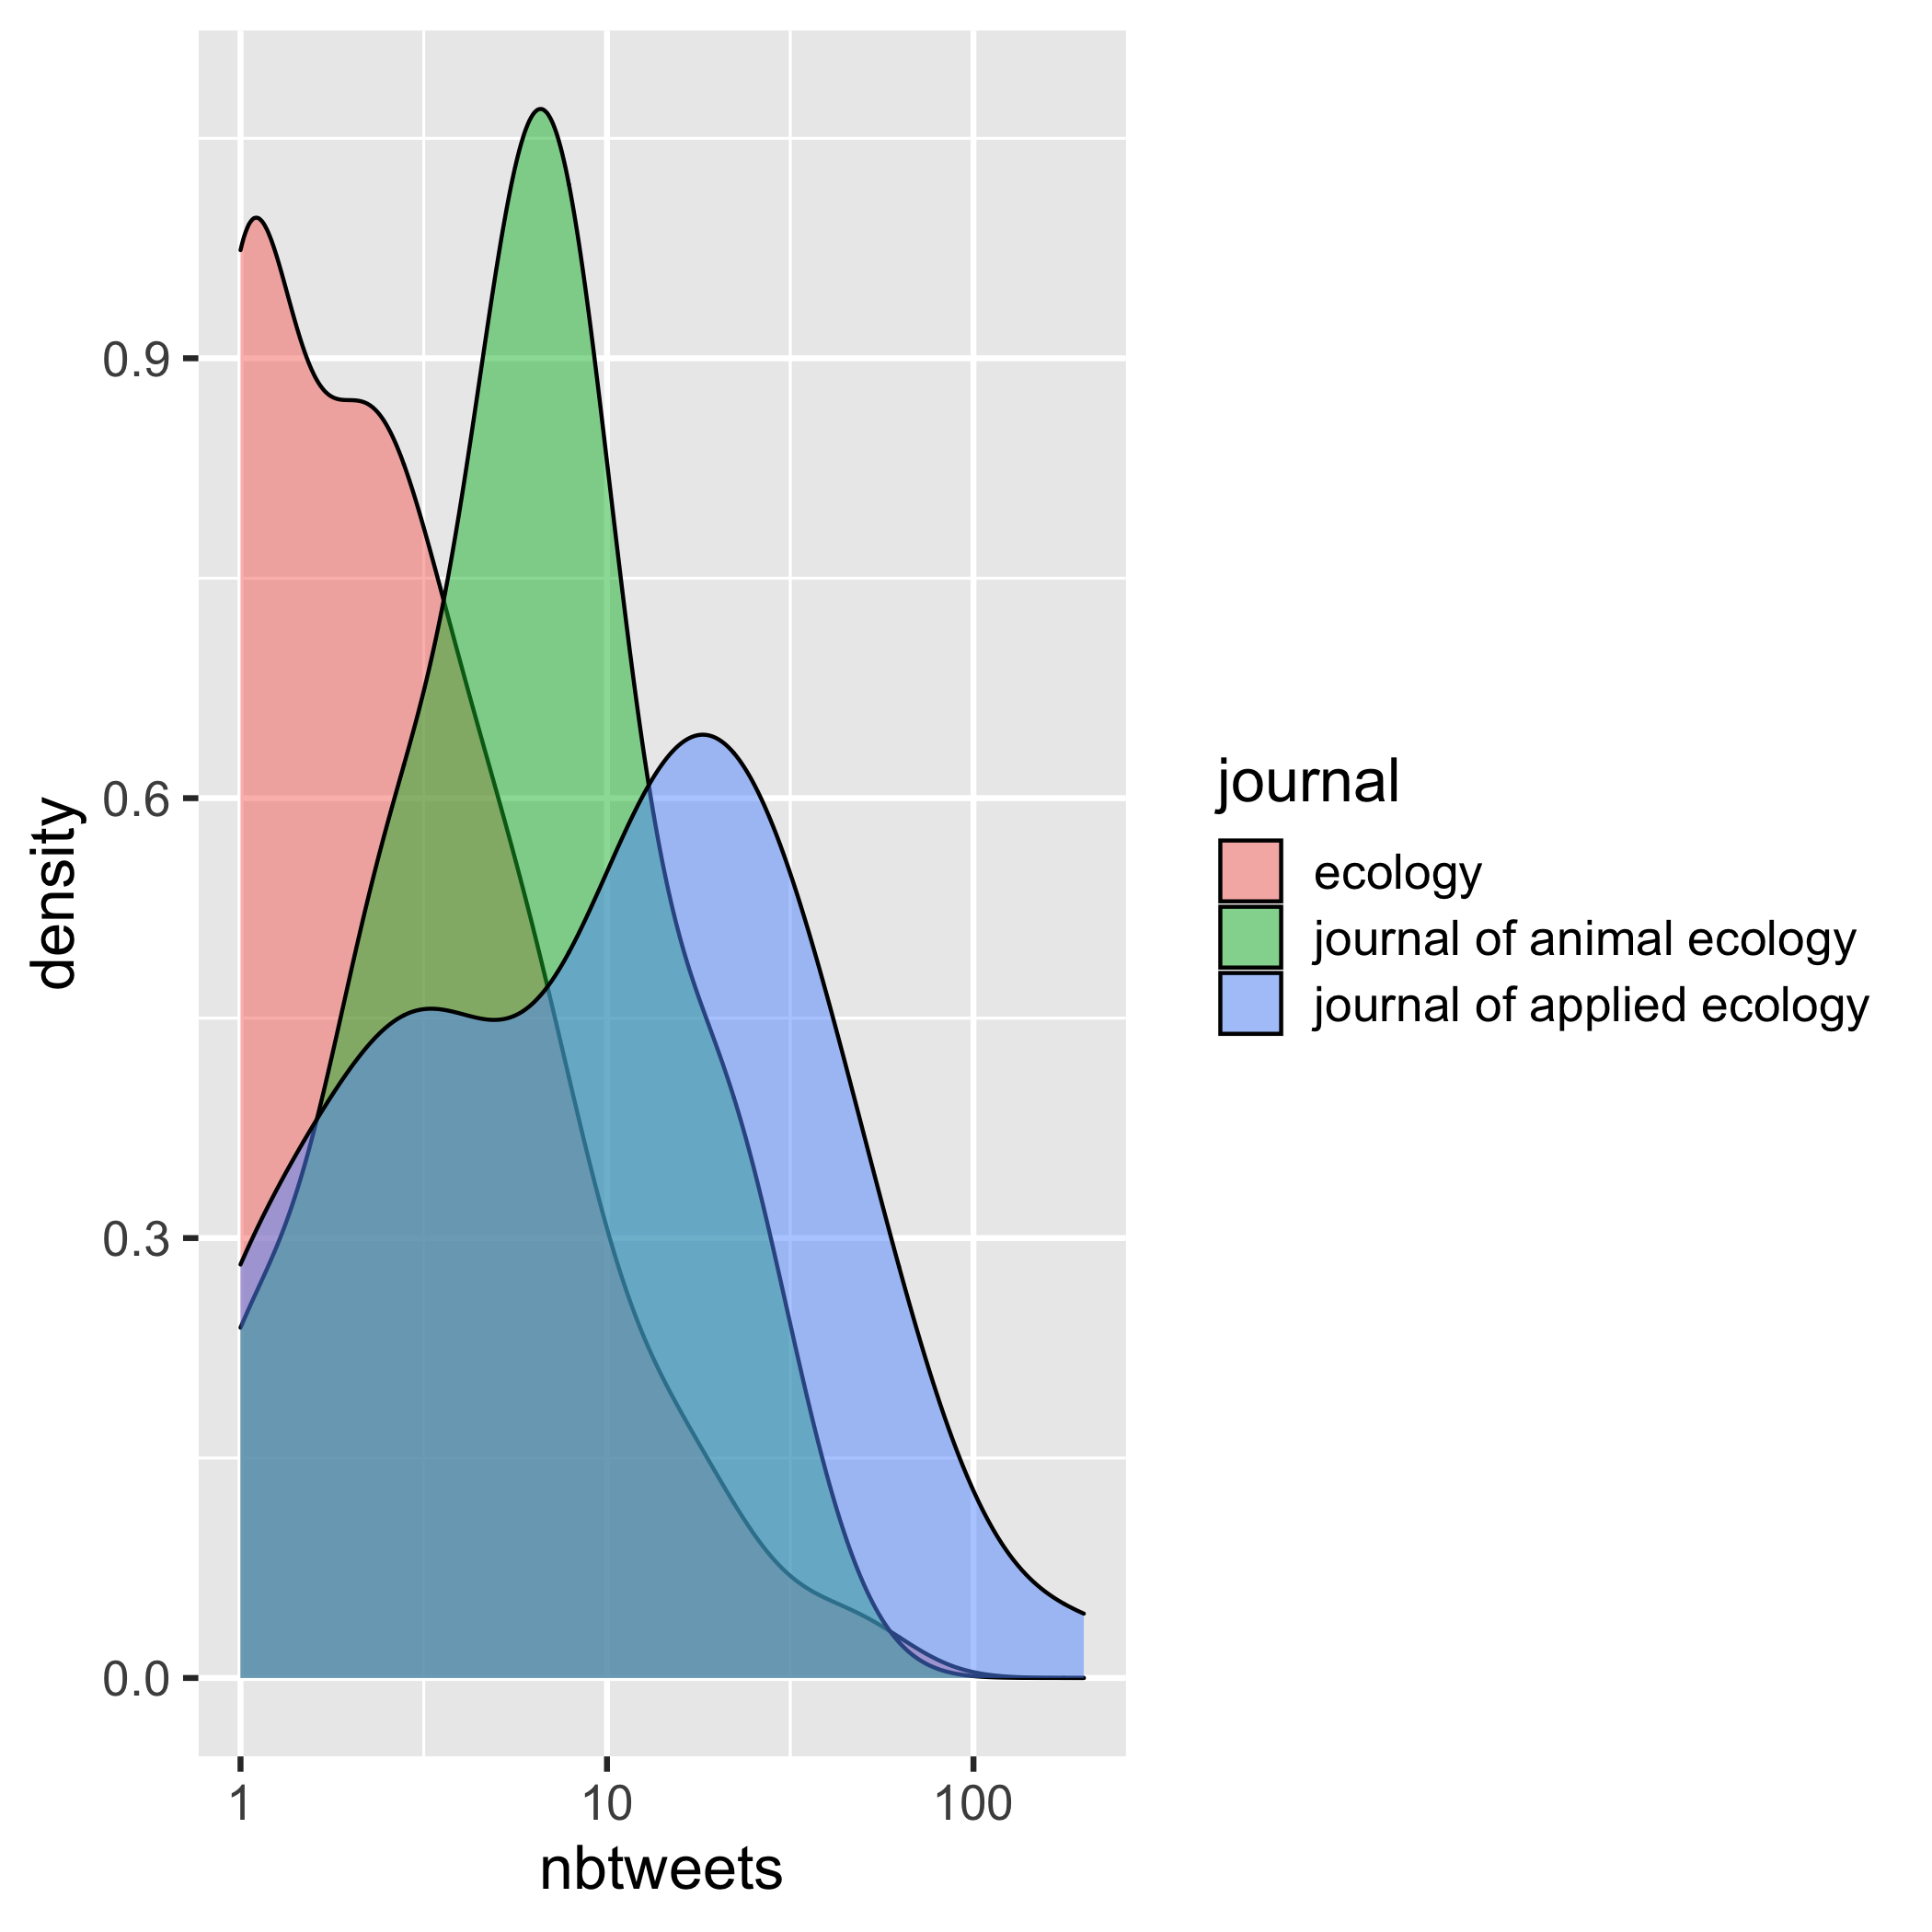 0.9
0.6
0.3
0.0
density
1
10
100
nbtweets
journal
ecology
journal of animal ecology
journal of applied ecology